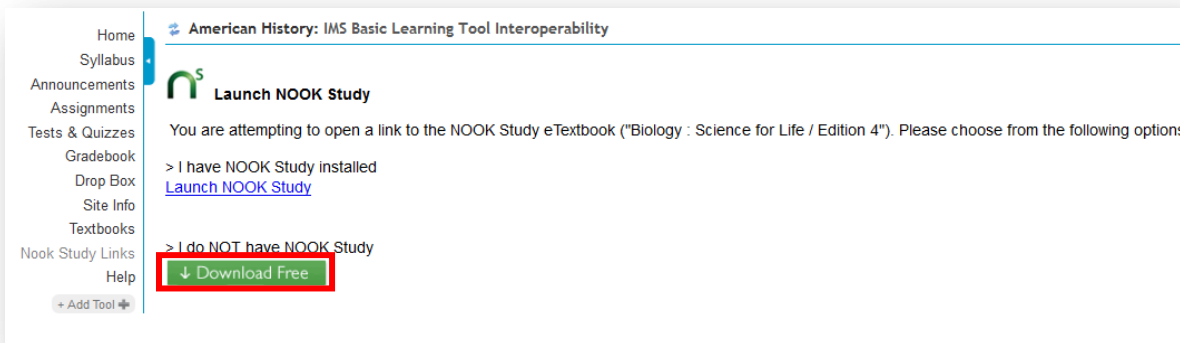 Home
Syllabus
Announcements
Assignments
Tests & Quizzes
Gradebook
Drop Box
Site Info
Textbooks
Nook Study Links
Help
+ Add Tool
American History: IMS Basic Learning Tool Interoperability
nS Launch NOOK Study
You are attempting to open a link to the NOOK Study eTextbook ("Biology : Science for Life / Edition 4"). Please choose from the following options
> I have NOOK Study installed
Launch NOOK Study
> I do NOT have NOOK Study
Download Free